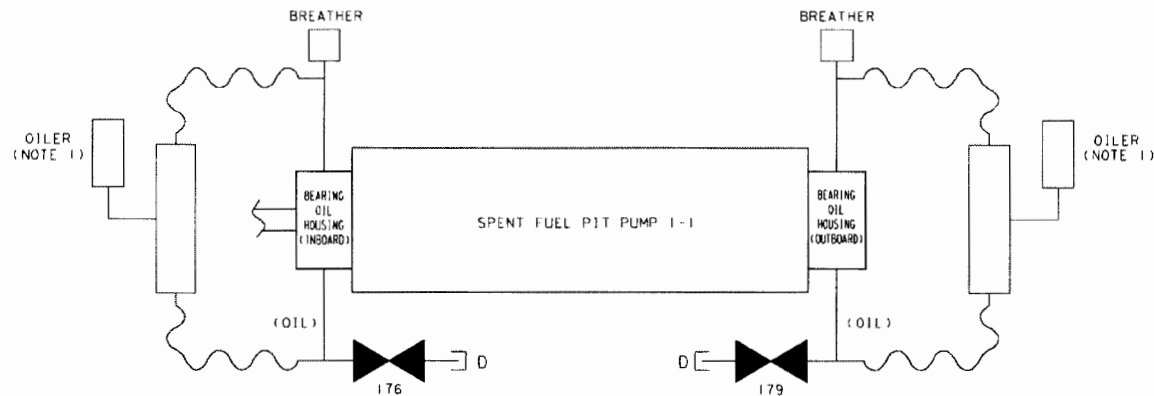 BREATHER
BREATHER
OILER
(NOTE 1)
OILER
(NOTE 1)
BEARING
OIL
HOUSING
(INBOARD)
SPENT FUEL PIT PUMP 1-1
BEARING
OIL
HOUSING
(OUTBOARD)
(OIL)
(OIL)
D
D
176
179